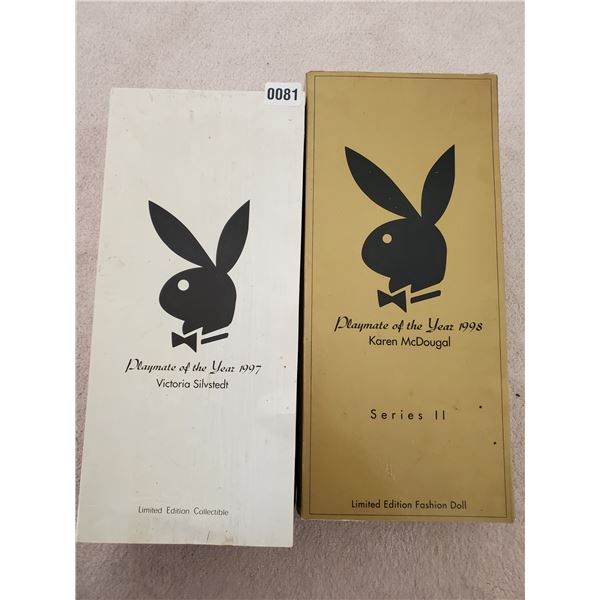 0081
Playmate of the Year 1997
Victoria Silvstedt
Limited Edition Collectible
Playmate of the Year 1998
Karen McDougal
Series II
Limited Edition Fashion Doll